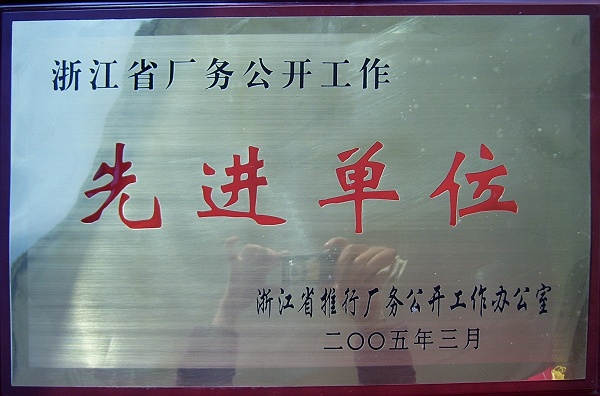 浙江省厂务公开工作
先进单位
浙江省推行厂务公开工作办公室
二〇〇五年三月